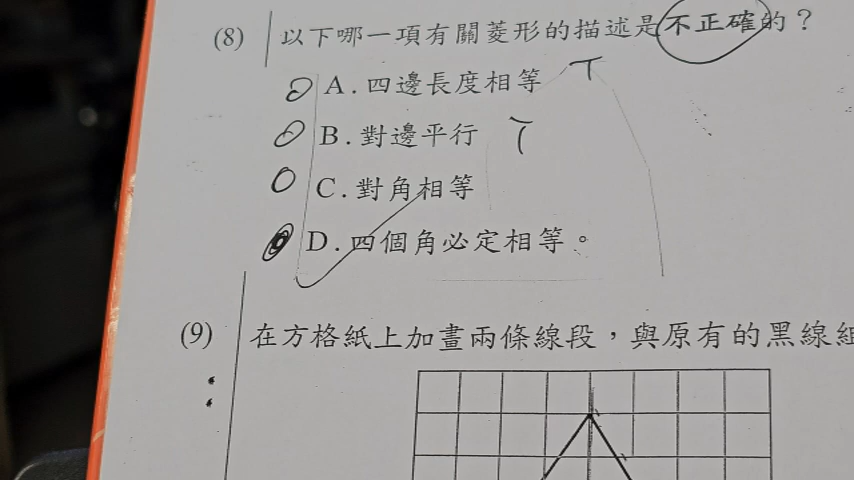 (8) 以下哪一項有關菱形的描述是不正確的？
A. 四邊長度相等 T
B. 對邊平行 T
C. 對角相等
D. 四個角必定相等。
(9) 在方格紙上加畫兩條線段，與原有的黑線組